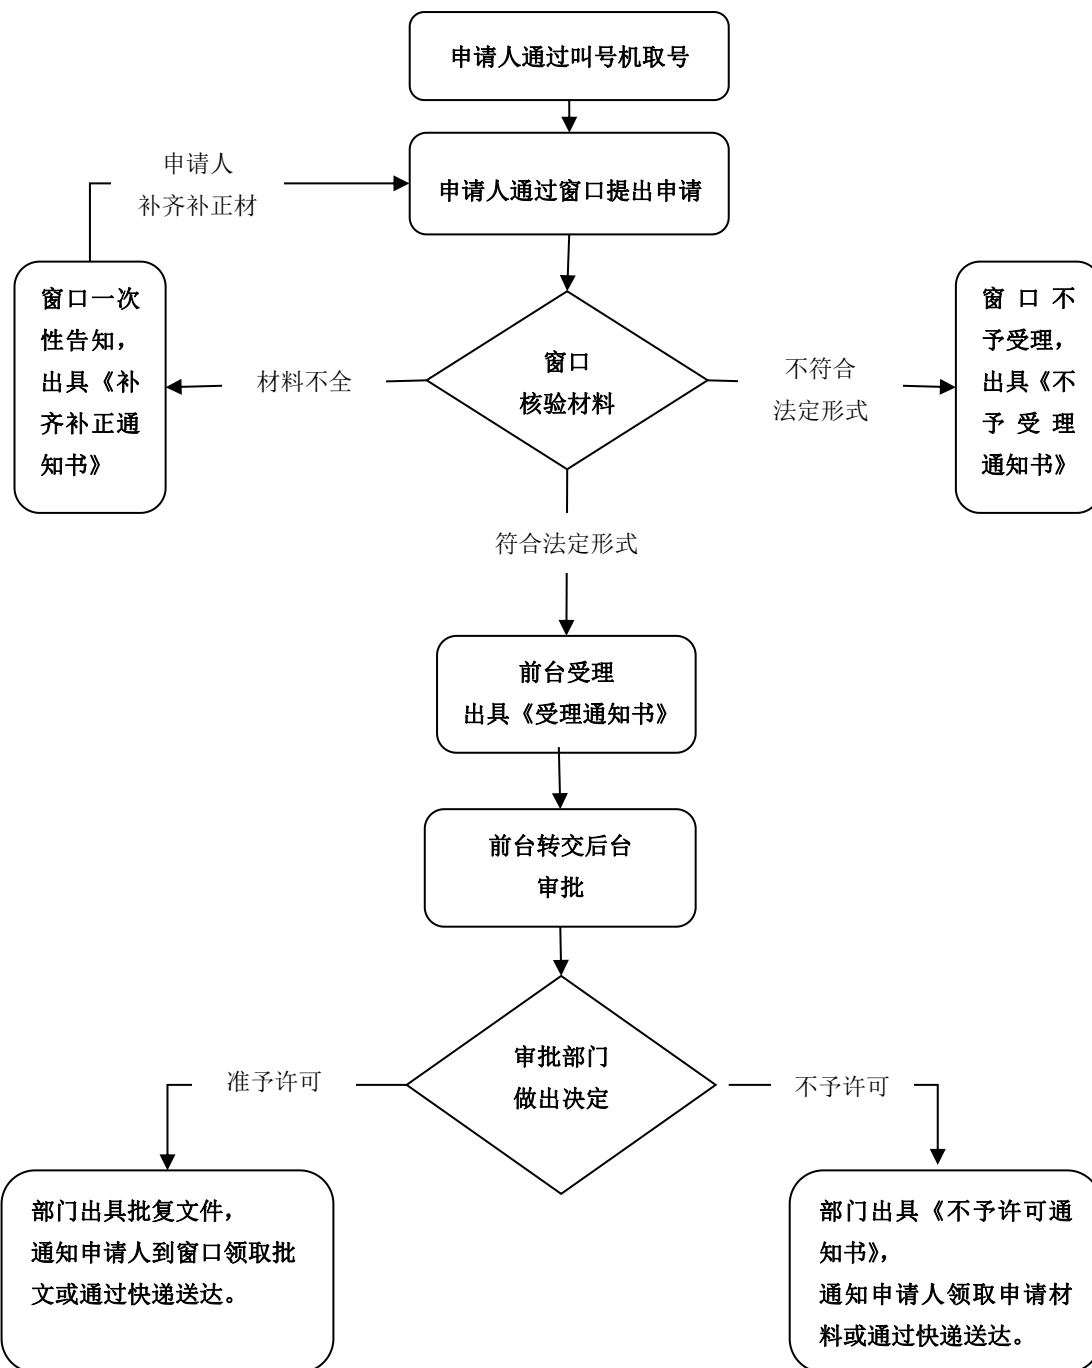 申请人通过叫号机取号
申请人
补齐补正材
申请人通过窗口提出申请
窗口一次
性告知，
出具《补
齐补正通
知书》
材料不全
窗口
核验材料
不符合
法定形式
窗口不
予受理，
出具《不
予受理
通知书》
符合法定形式
前台受理
出具《受理通知书》
前台转交后台
审批
审批部门
做出决定
准予许可
不予许可
部门出具批复文件，
通知申请人到窗口领取批
文或通过快递送达。
部门出具《不予许可通
知书》，
通知申请人领取申请材
料或通过快递送达。